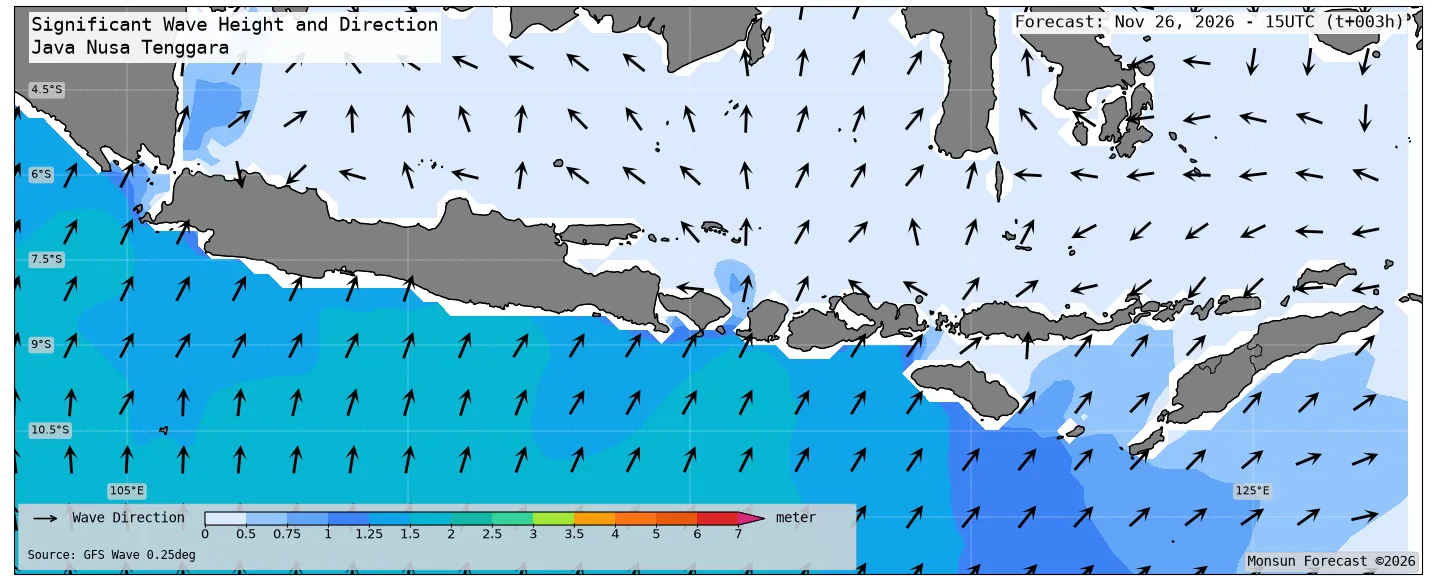 Significant Wave Height and Direction
Java Nusa Tenggara
Forecast: Nov 26, 2026 - 15UTC (t+003h)
4.5°S
6°S
7.5°S
9°S
10.5°S
105°E
125°E
Wave Direction
0 0.5 0.75 1 1.25 1.5 2 2.5 3 3.5 4 5 6 7
meter
Source: GFS Wave 0.25deg
Monsun Forecast ©2026